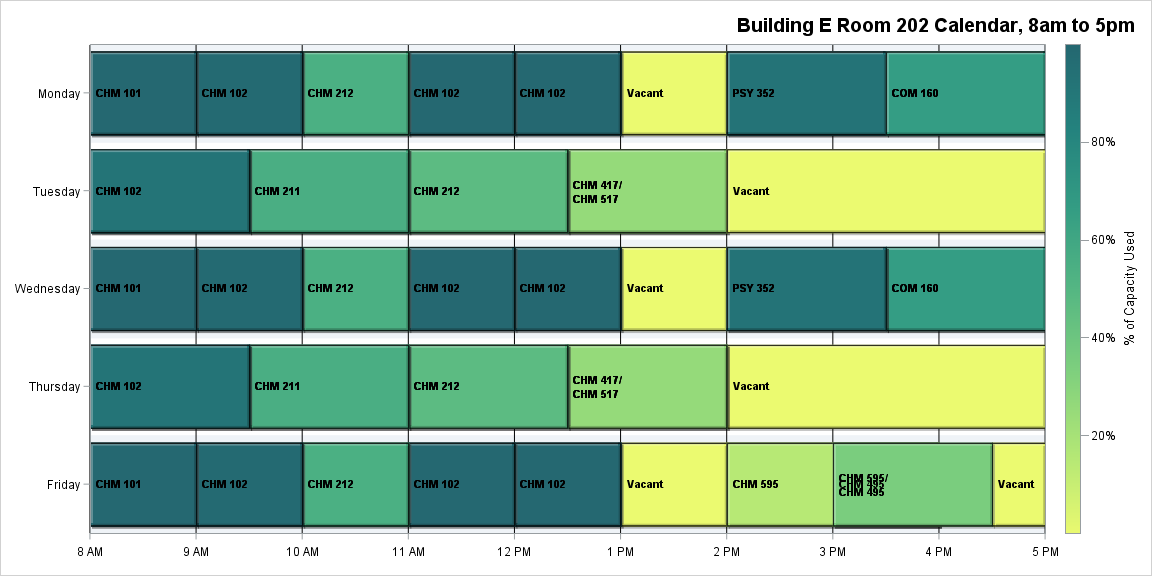 Building E Room 202 Calendar, 8am to 5pm
Monday
CHM 101
CHM 102
CHM 212
CHM 102
CHM 102
Vacant
PSY 352
COM 160
Tuesday
CHM 102
CHM 211
CHM 212
CHM 417/
CHM 517
Vacant
Wednesday
CHM 101
CHM 102
CHM 212
CHM 102
CHM 102
Vacant
PSY 352
COM 160
Thursday
CHM 102
CHM 211
CHM 212
CHM 417/
CHM 517
Vacant
Friday
CHM 101
CHM 102
CHM 212
CHM 102
CHM 102
Vacant
CHM 595
CHM 595/
CHM 495
Vacant
8 AM
9 AM
10 AM
11 AM
12 PM
1 PM
2 PM
3 PM
4 PM
5 PM
80%
60%
40%
20%
% of Capacity Used